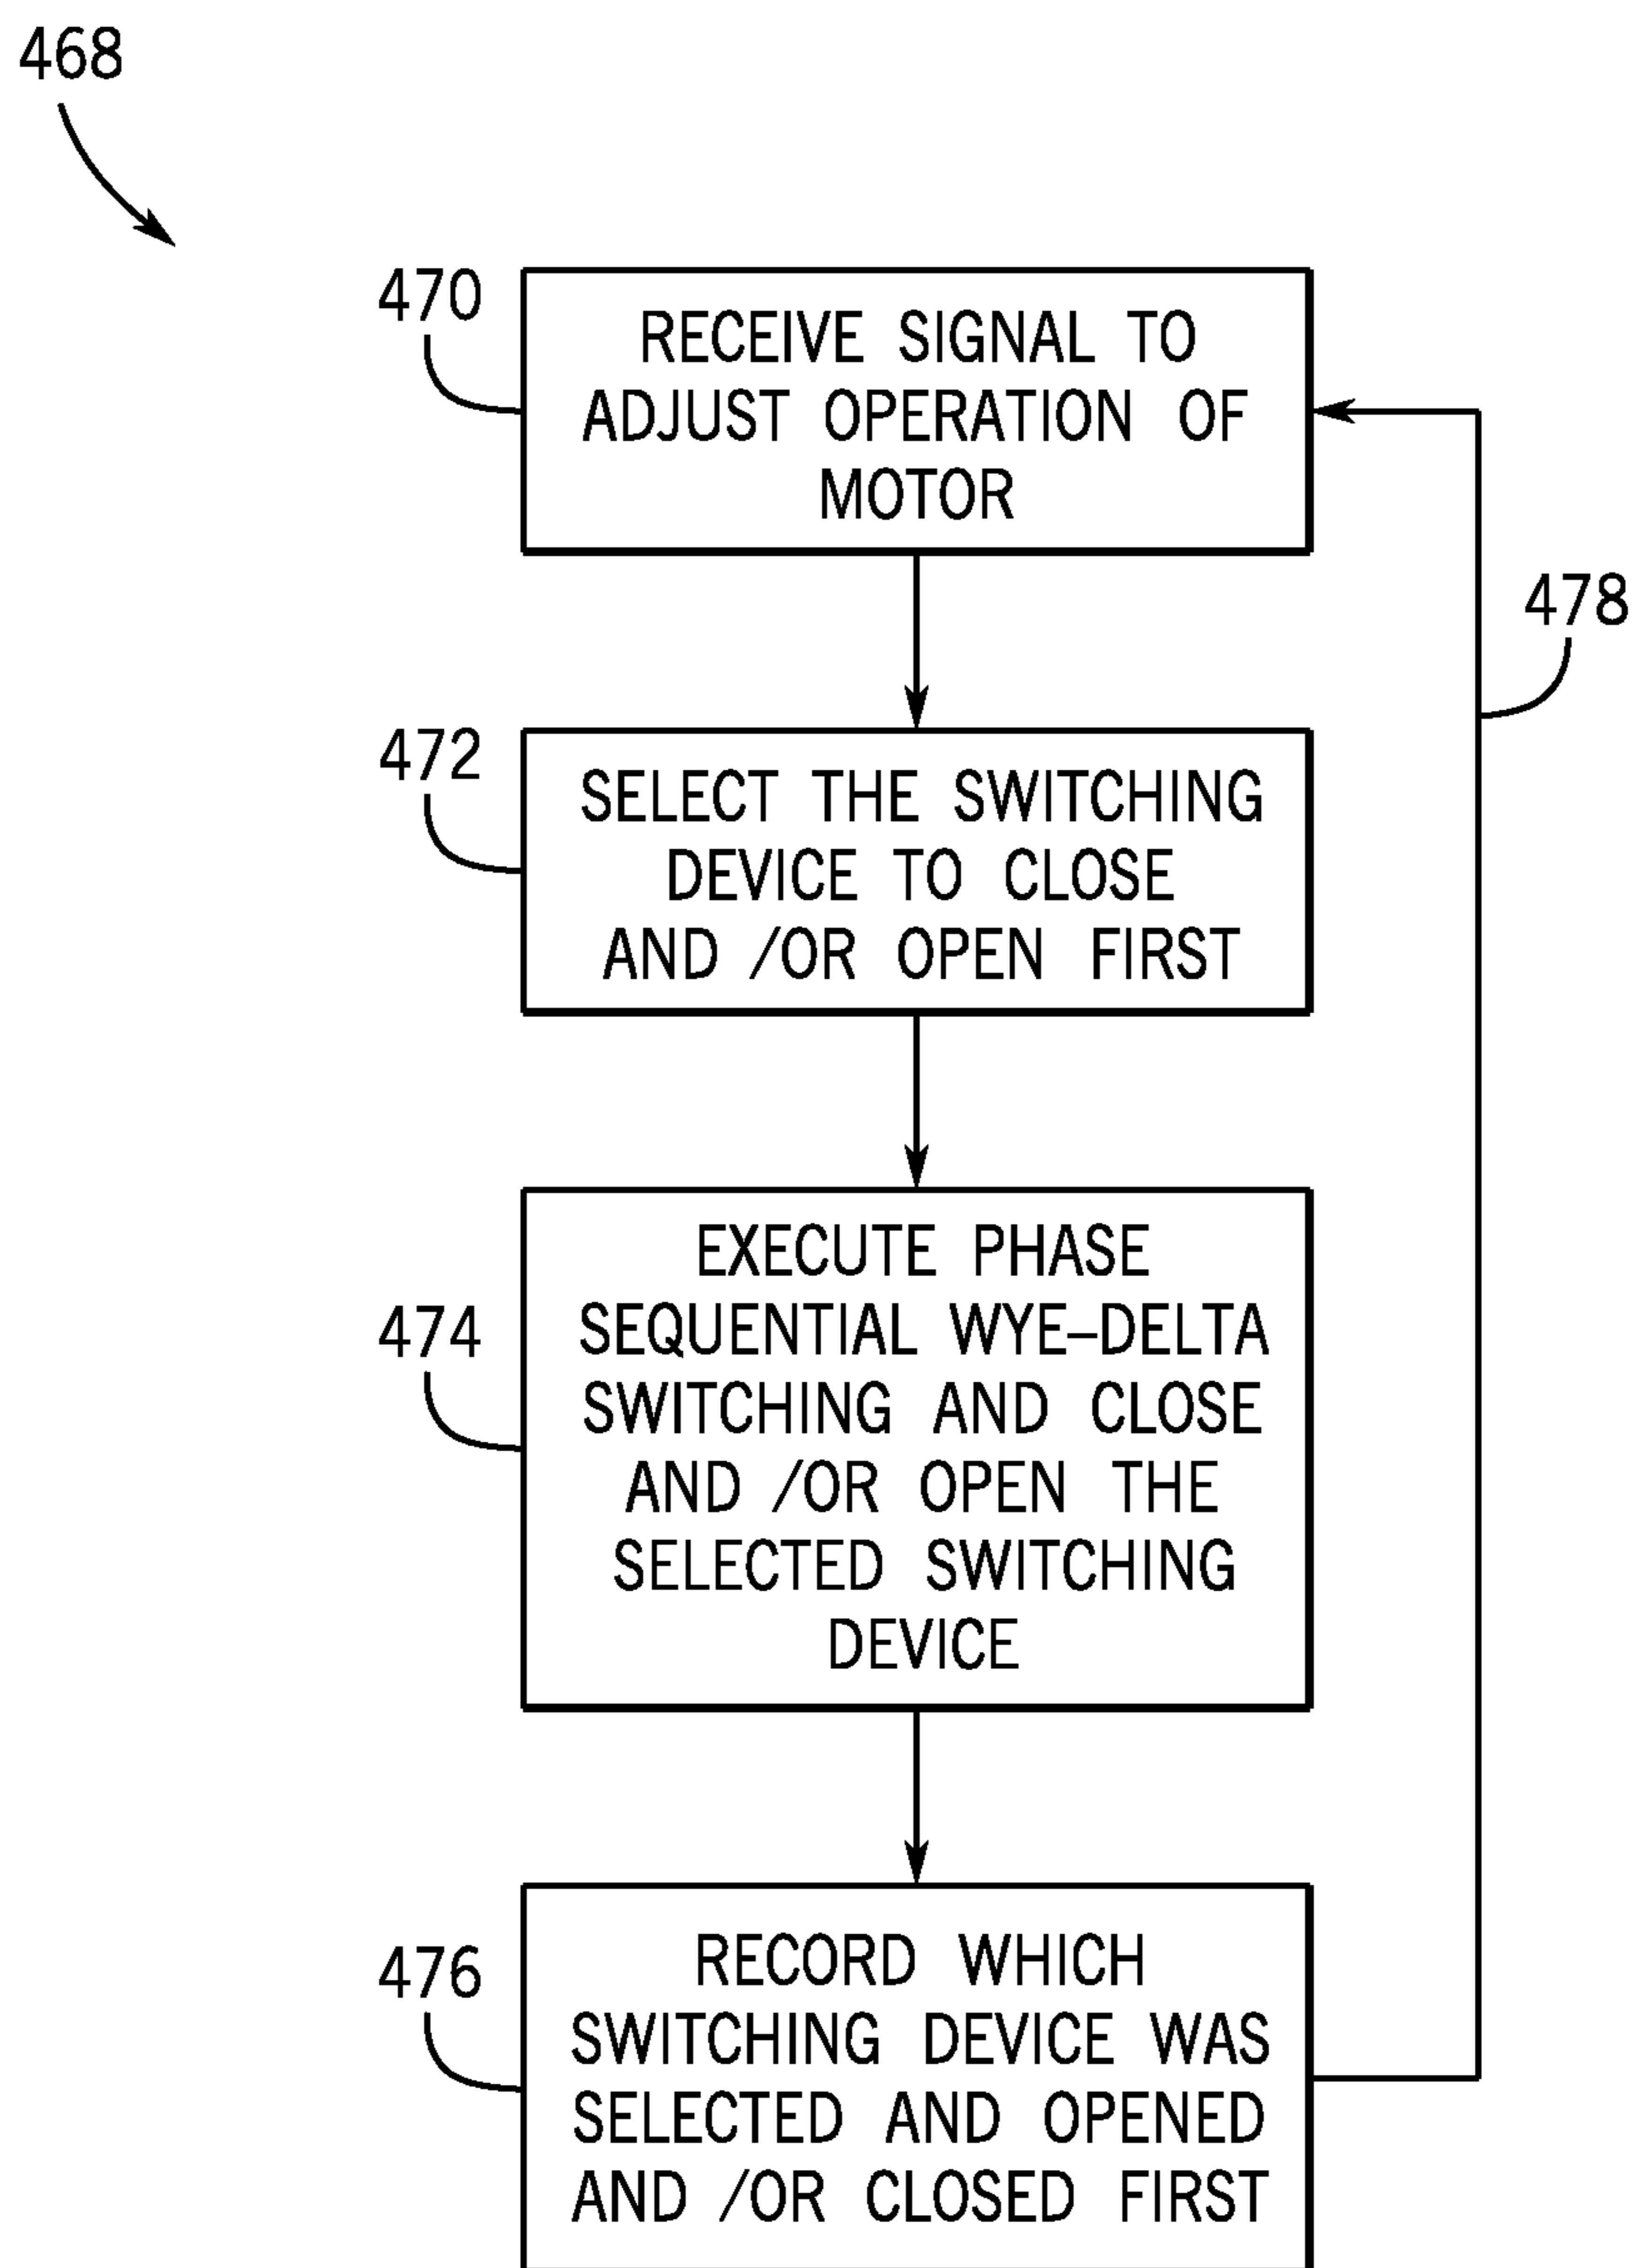 468
470
RECEIVE SIGNAL TO
ADJUST OPERATION OF
MOTOR
478
472
SELECT THE SWITCHING
DEVICE TO CLOSE
AND /OR OPEN FIRST
474
EXECUTE PHASE
SEQUENTIAL WYE–DELTA
SWITCHING AND CLOSE
AND /OR OPEN THE
SELECTED SWITCHING
DEVICE
476
RECORD WHICH
SWITCHING DEVICE WAS
SELECTED AND OPENED
AND /OR CLOSED FIRST